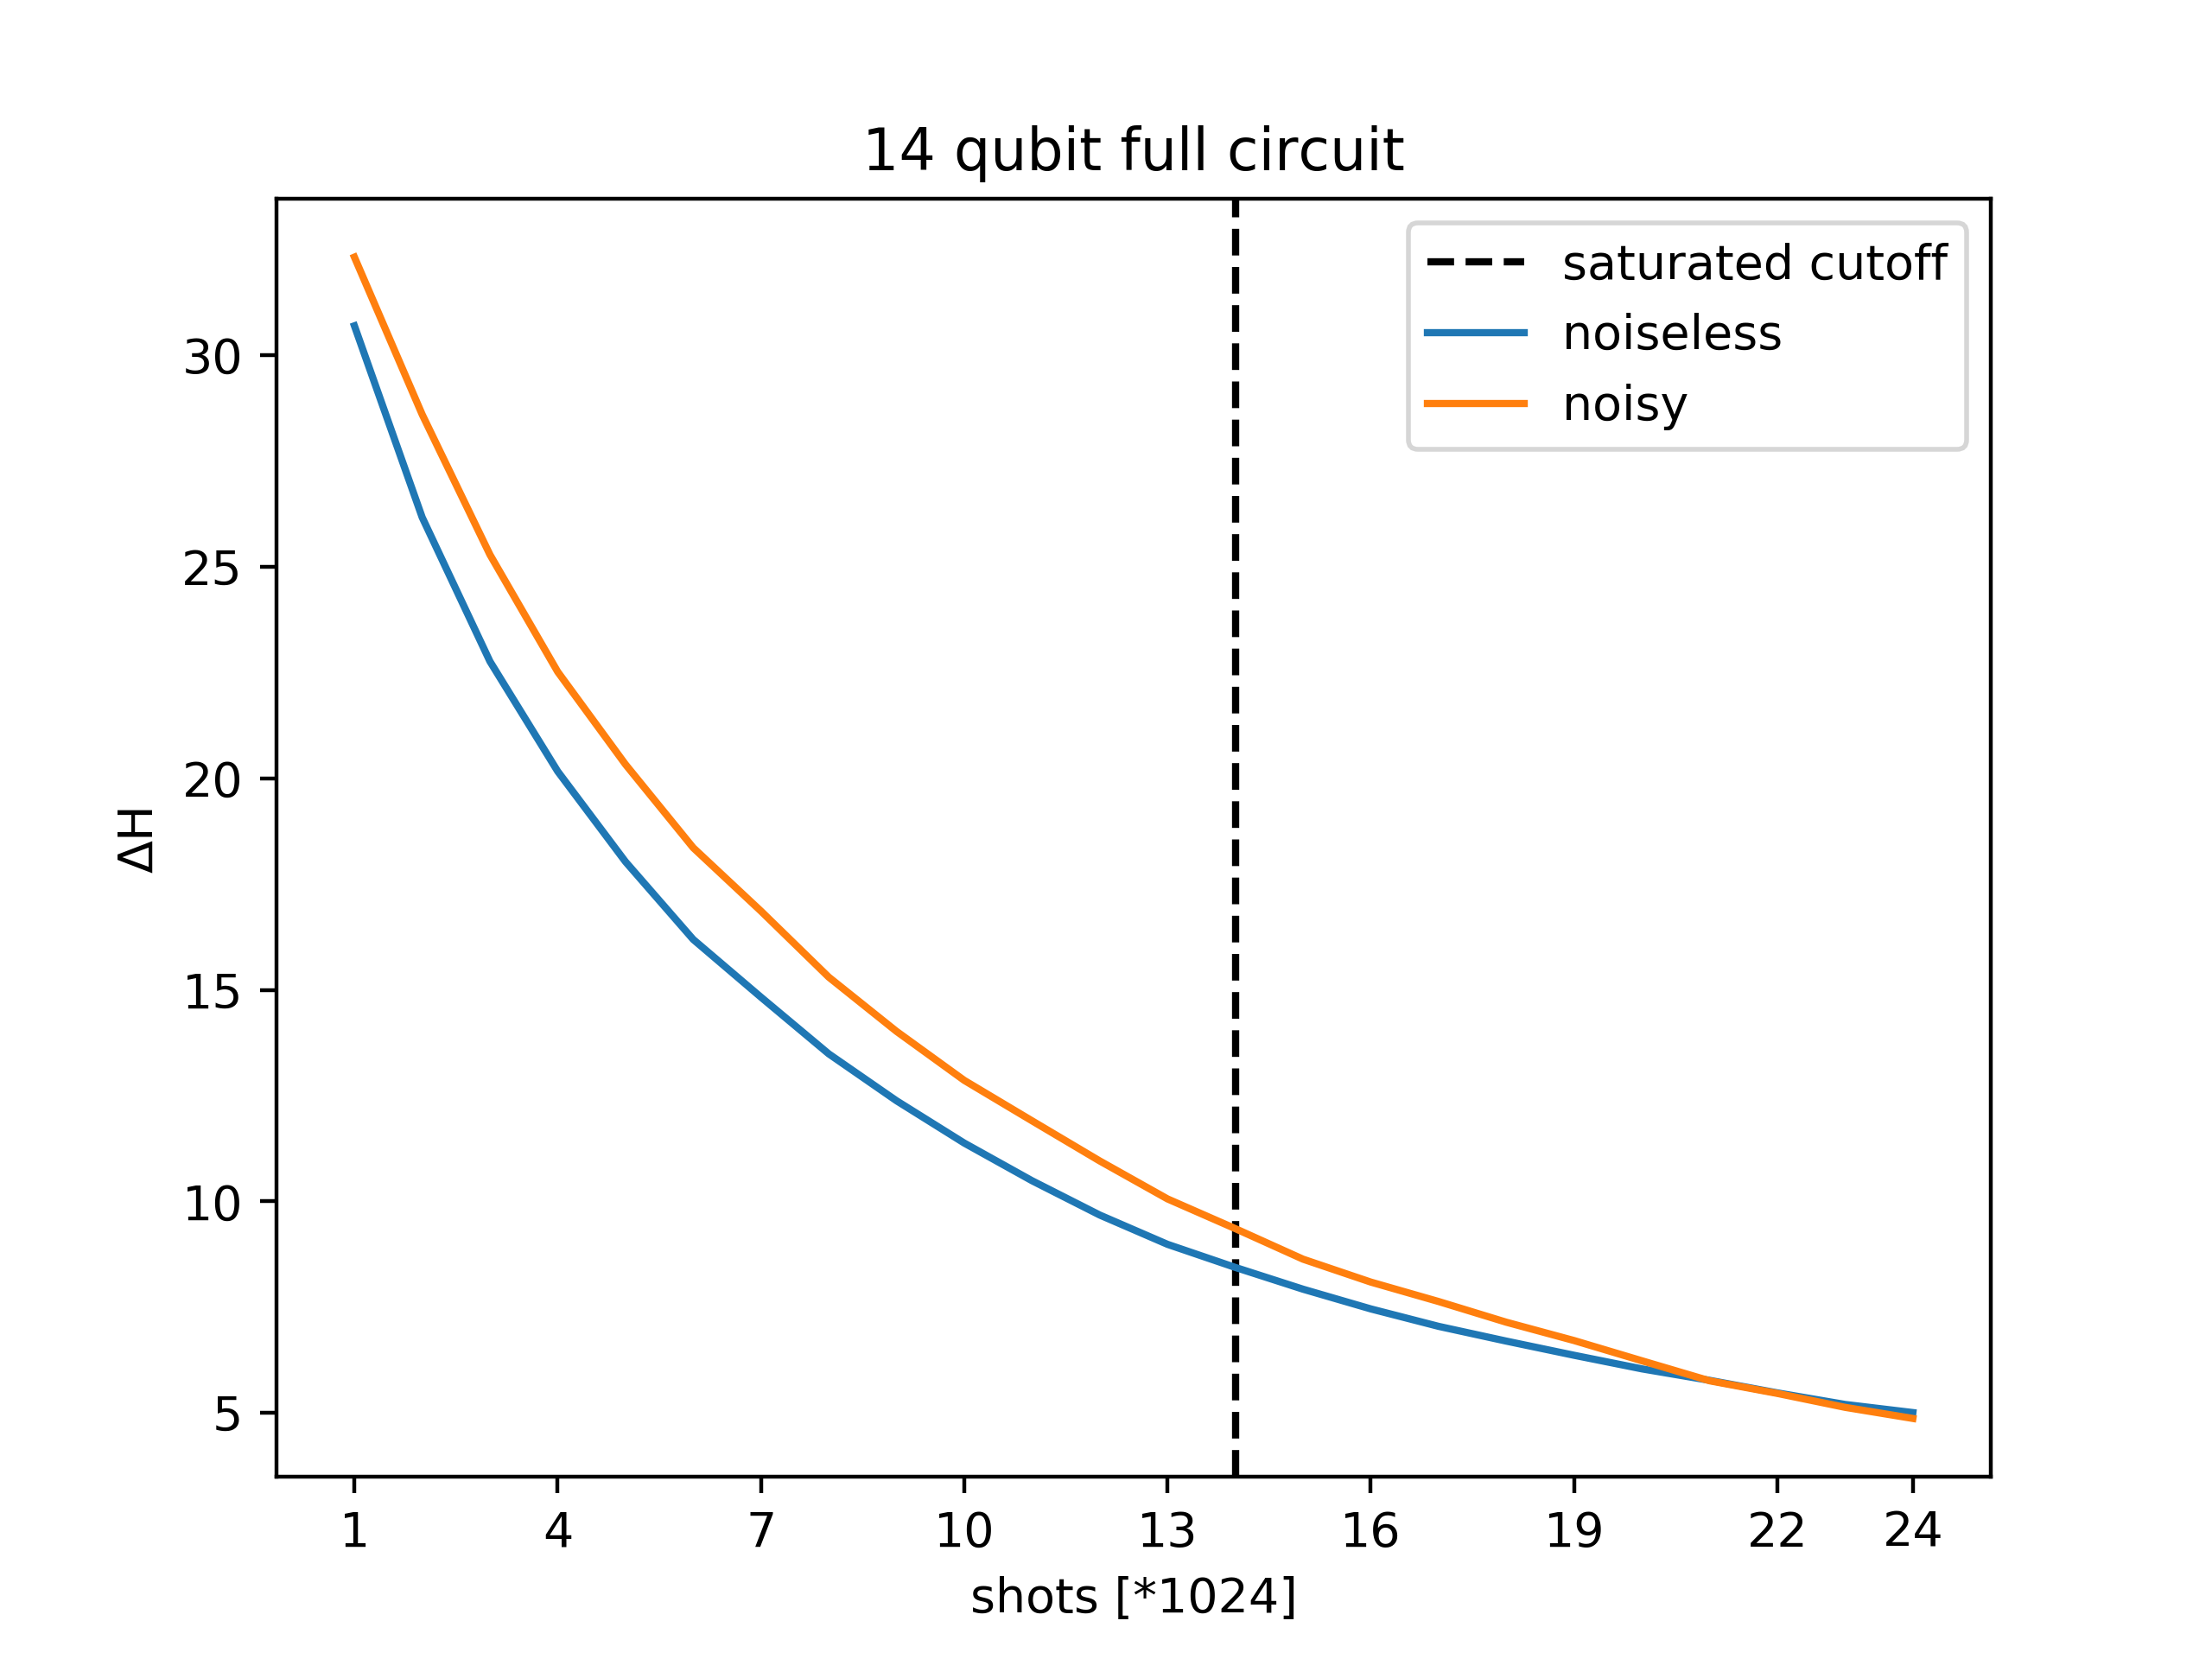 14 qubit full circuit
saturated cutoff
noiseless
noisy
30
25
20
15
10
5
ΔH
1 4 7 10 13 16 19 22 24
shots [*1024]